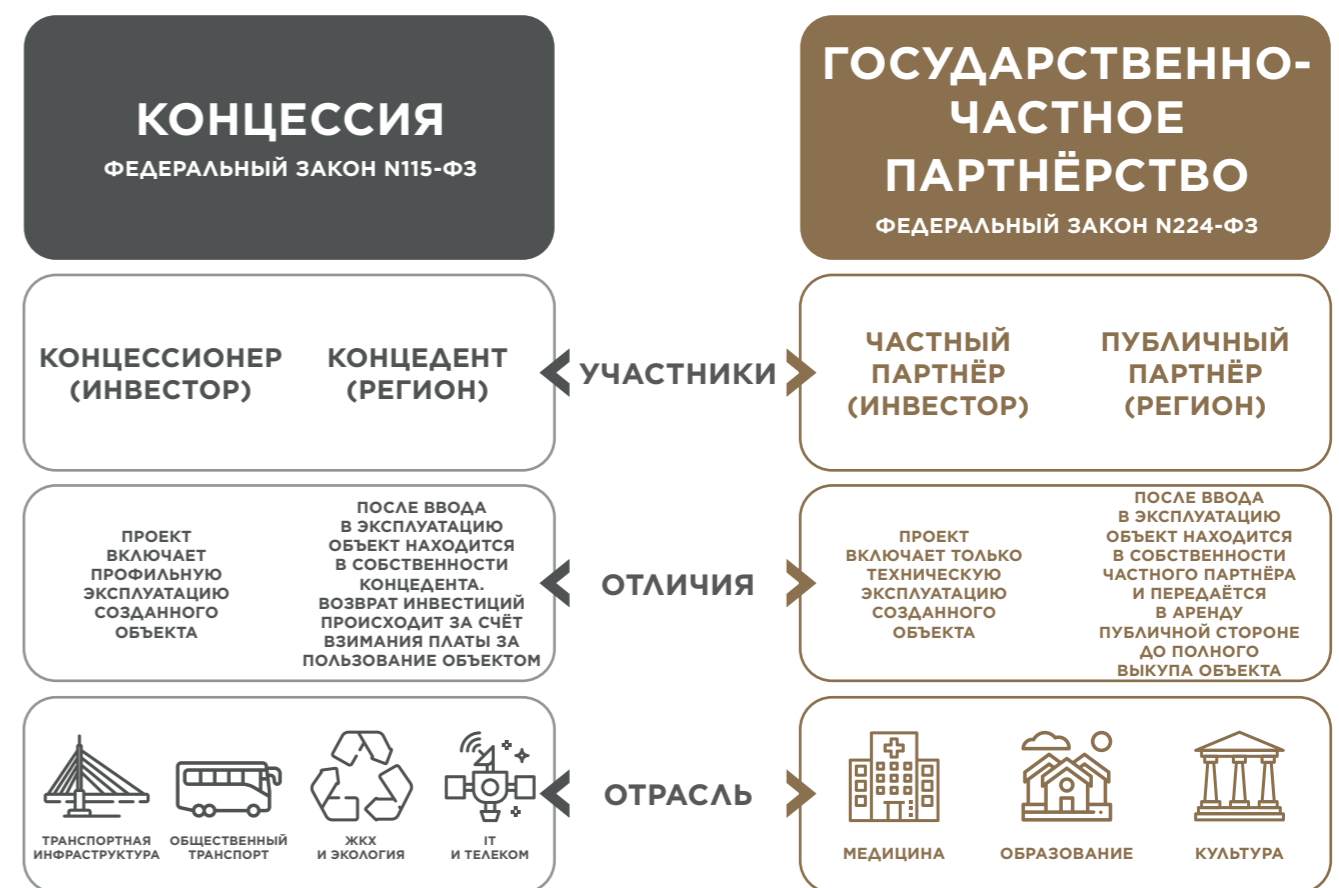 КОНЦЕССИЯ
ФЕДЕРАЛЬНЫЙ ЗАКОН N115-ФЗ
ГОСУДАРСТВЕННО-
ЧАСТНОЕ
ПАРТНЁРСТВО
ФЕДЕРАЛЬНЫЙ ЗАКОН N224-ФЗ
КОНЦЕССИОНЕР
(ИНВЕСТОР)
КОНЦЕДЕНТ
(РЕГИОН)
УЧАСТНИКИ
ЧАСТНЫЙ
ПАРТНЁР
(ИНВЕСТОР)
ПУБЛИЧНЫЙ
ПАРТНЁР
(РЕГИОН)
ПРОЕКТ
ВКЛЮЧАЕТ
ПРОФИЛЬНУЮ
ЭКСПЛУАТАЦИЮ
СОЗДАННОГО
ОБЪЕКТА
ПОСЛЕ ВВОДА
В ЭКСПЛУАТАЦИЮ
ОБЪЕКТ НАХОДИТСЯ
В СОБСТВЕННОСТИ
КОНЦЕДЕНТА.
ВОЗВРАТ ИНВЕСТИЦИЙ
ПРОИСХОДИТ ЗА СЧЁТ
ВЗИМАНИЯ ПЛАТЫ ЗА
ПОЛЬЗОВАНИЕ ОБЪЕКТОМ
ОТЛИЧИЯ
ПРОЕКТ
ВКЛЮЧАЕТ ТОЛЬКО
ТЕХНИЧЕСКУЮ
ЭКСПЛУАТАЦИЮ
СОЗДАННОГО
ОБЪЕКТА
ПОСЛЕ ВВОДА
В ЭКСПЛУАТАЦИЮ
ОБЪЕКТ НАХОДИТСЯ
В СОБСТВЕННОСТИ
ЧАСТНОГО ПАРТНЁРА
И ПЕРЕДАЁТСЯ
В АРЕНДУ
ПУБЛИЧНОЙ СТОРОНЕ
ДО ПОЛНОГО
ВЫКУПА ОБЪЕКТА
ТРАНСПОРТНАЯ
ИНФРАСТРУКТУРА
ОБЩЕСТВЕННЫЙ
ТРАНСПОРТ
ЖКХ
И ЭКОЛОГИЯ
IT
И ТЕЛЕКОМ
ОТРАСЛЬ
МЕДИЦИНА
ОБРАЗОВАНИЕ
КУЛЬТУРА